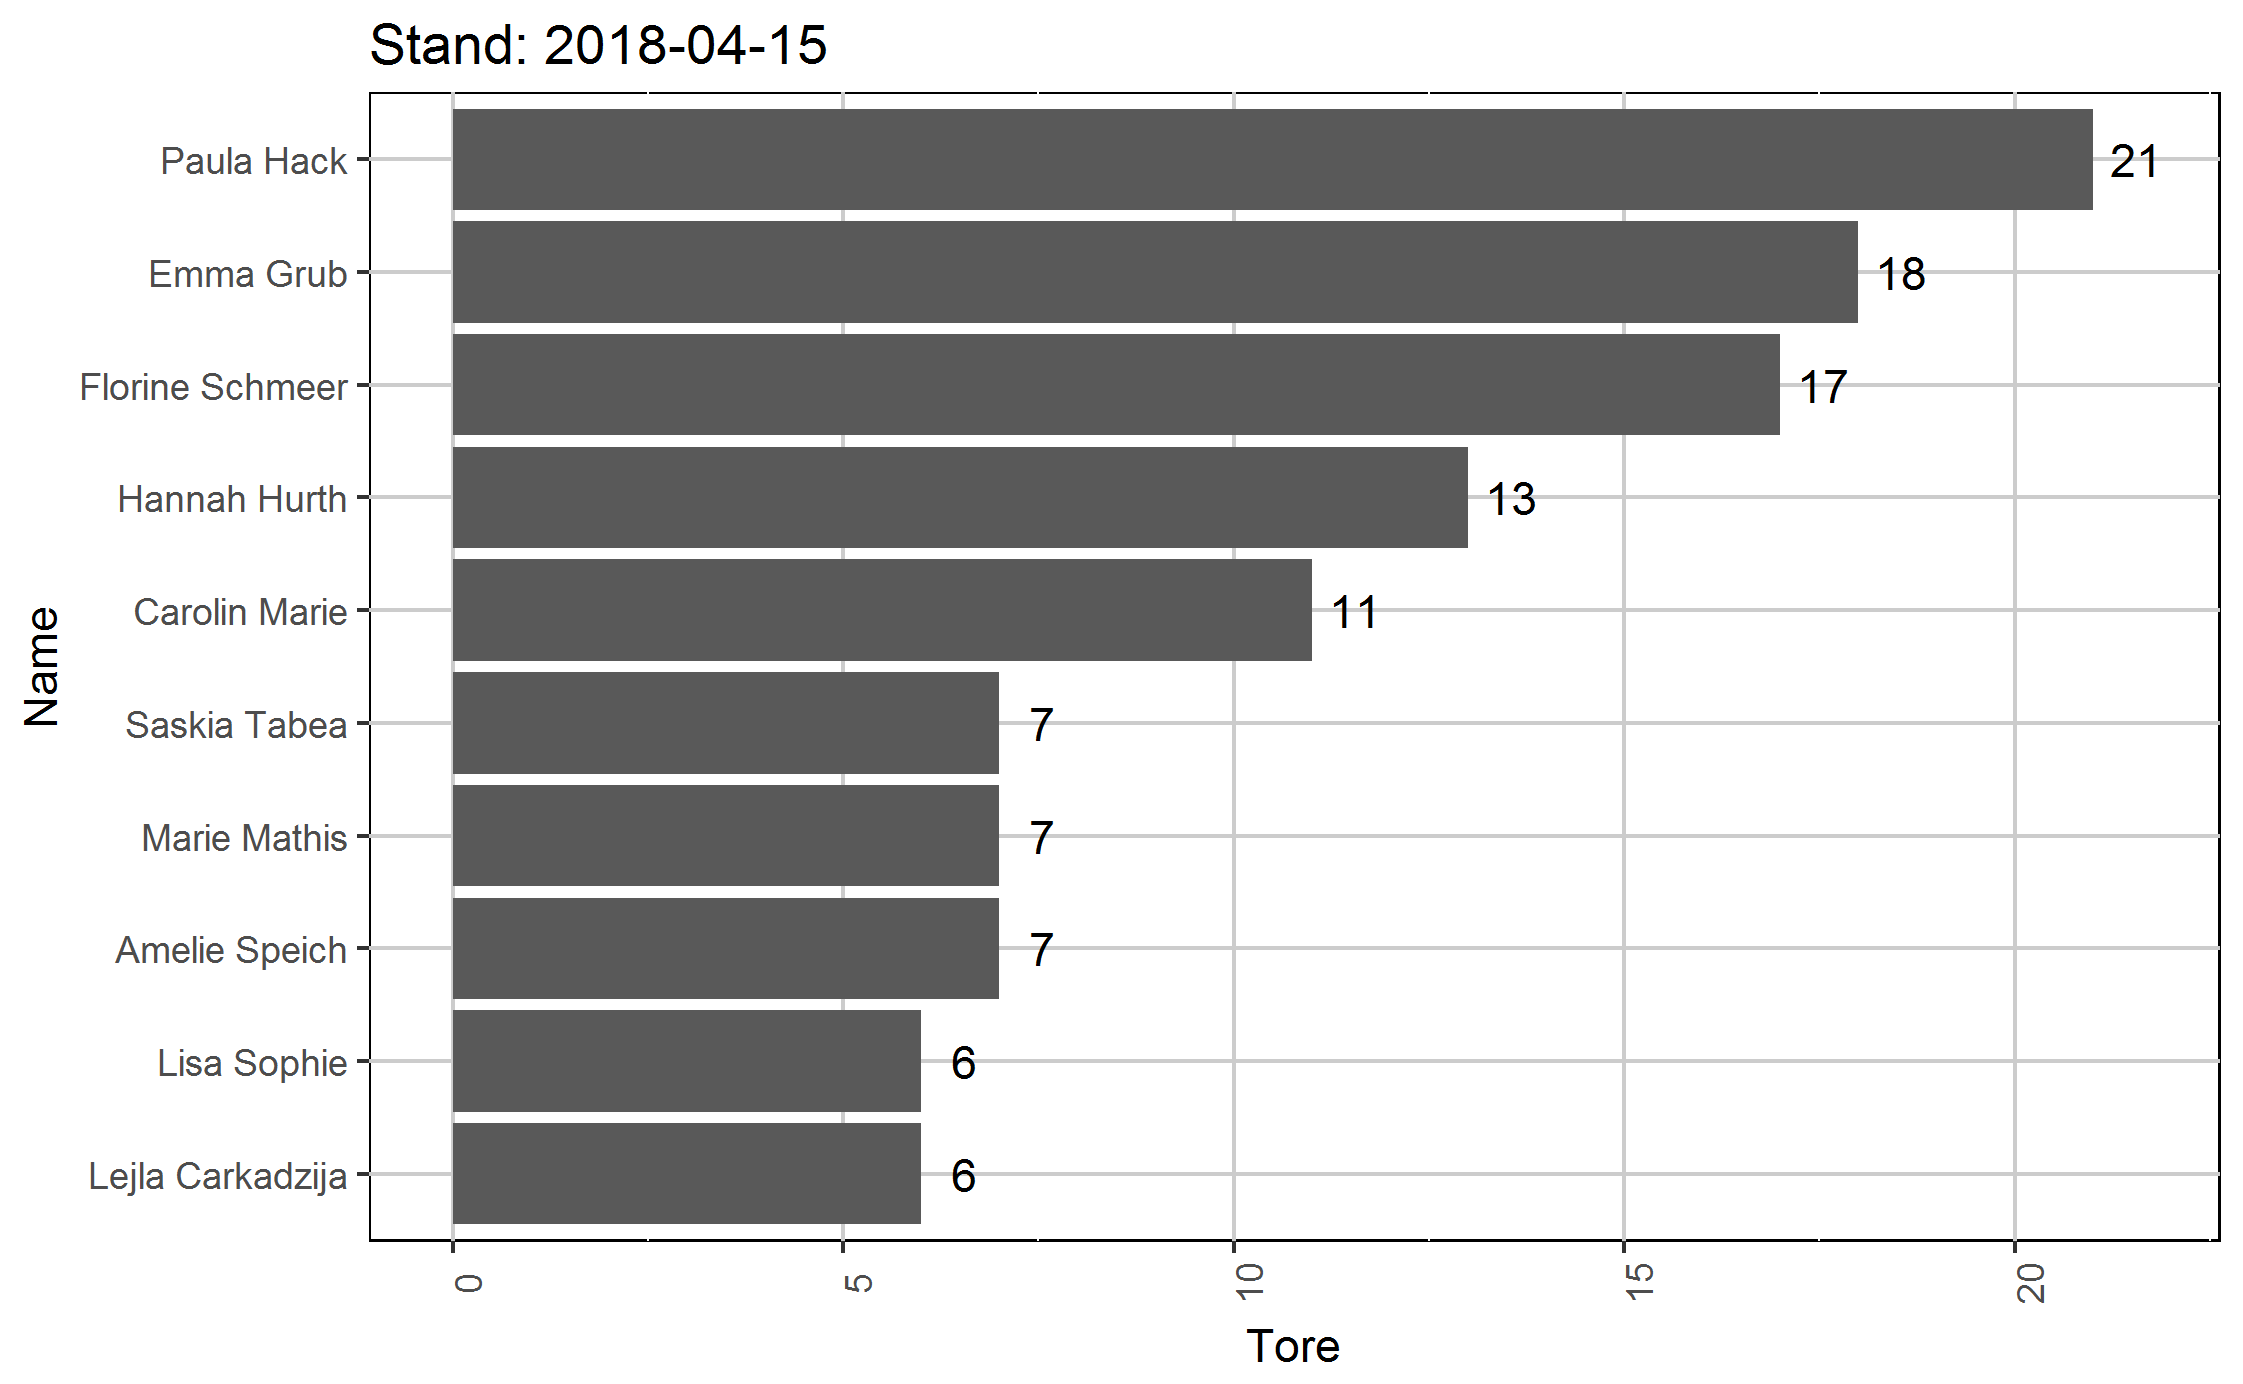 Stand: 2018-04-15
Name
Paula Hack 21
Emma Grub 18
Florine Schmeer 17
Hannah Hurth 13
Carolin Marie 11
Saskia Tabea 7
Marie Mathis 7
Amelie Speich 7
Lisa Sophie 6
Lejla Carkadzija 6
0 5 10 15 20
Tore